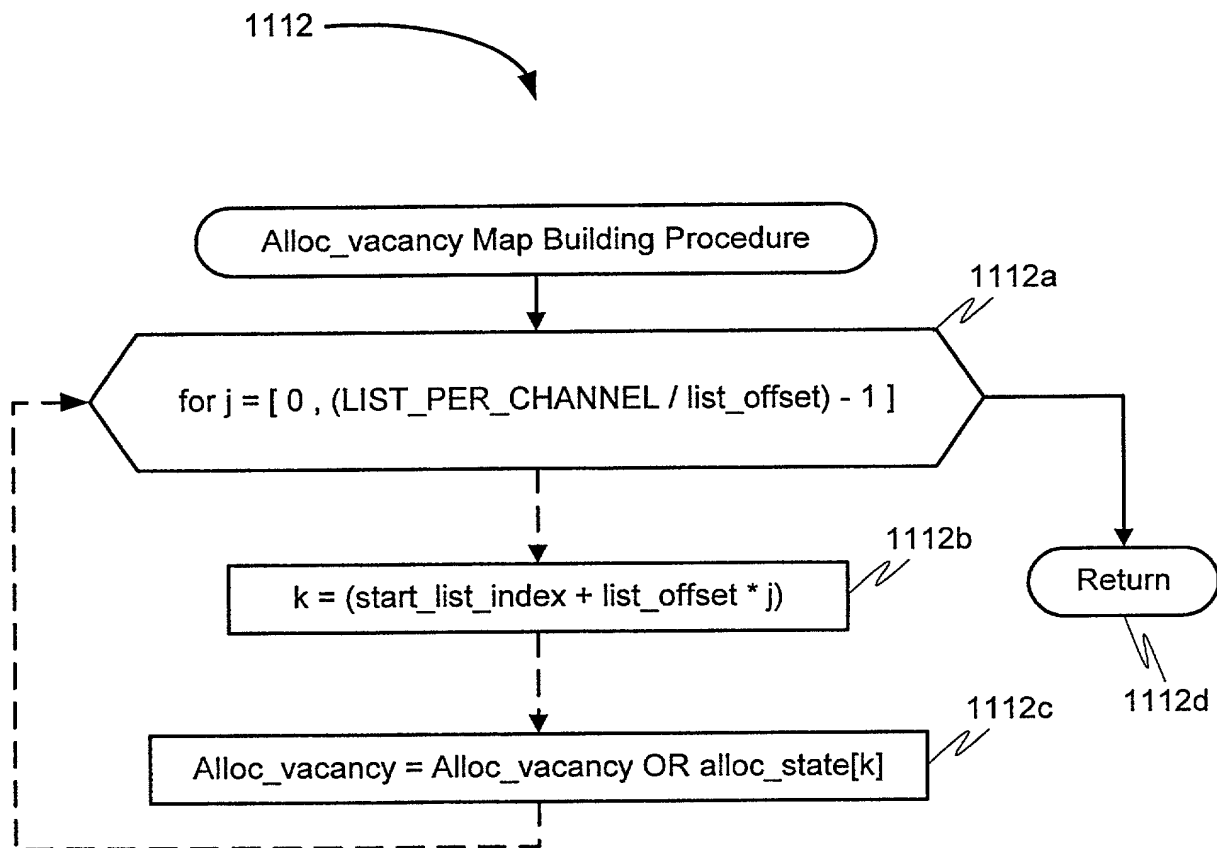 1112
Alloc_vacancy Map Building Procedure
1112a
for j = [ 0 , (LIST_PER_CHANNEL / list_offset) - 1 ]
1112b
k = (start_list_index + list_offset * j)
Return
1112d
1112c
Alloc_vacancy = Alloc_vacancy OR alloc_state[k]